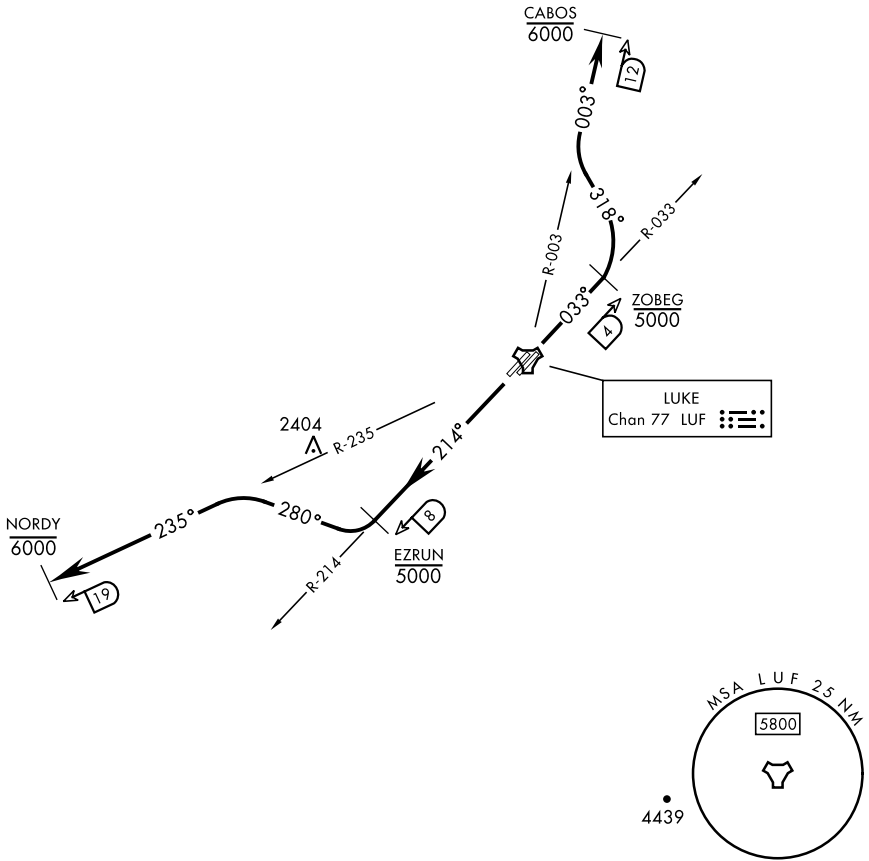 CABOS
6000
12
003°
318°
R-033
R-003
ZOBEG
5000
033°
4
LUKE
Chan 77 LUF
2404
R-235
214°
NORDY
6000
235°
280°
8
EZRUN
5000
19
R-214
MSA LUF 25 NM
5800
4439